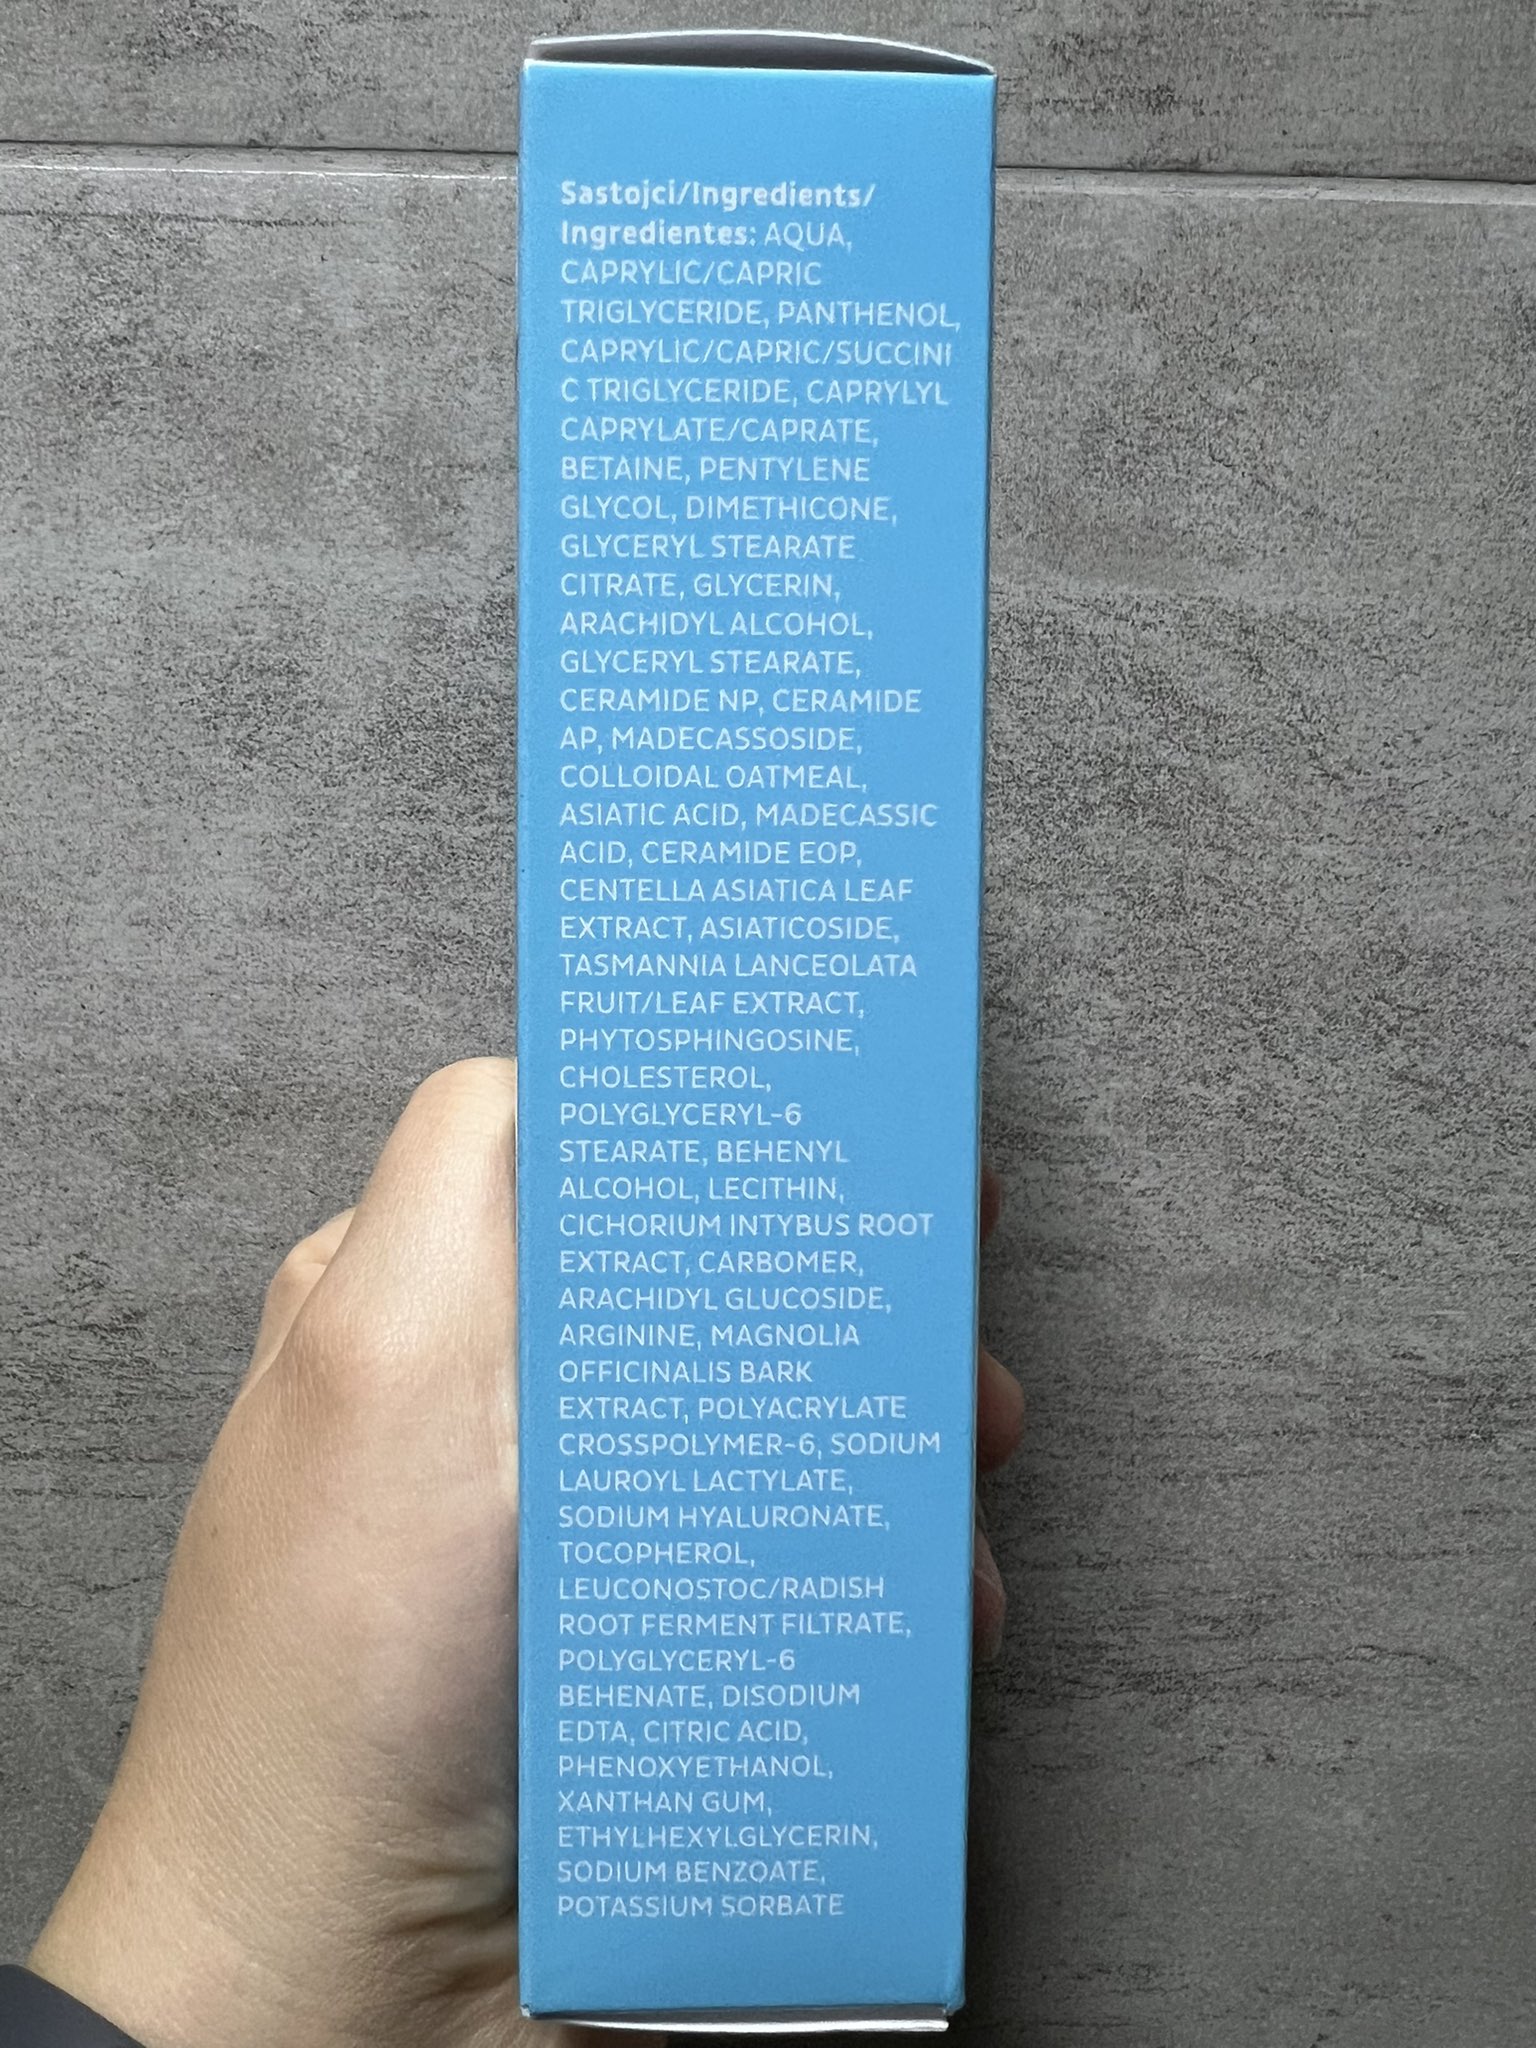 Sastojci/Ingredients/
Ingredientes: AQUA,
CAPRYLIC/CAPRIC
TRIGLYCERIDE, PANTHENOL,
CAPRYLIC/CAPRIC/SUCCINI
C TRIGLYCERIDE, CAPRYLYL
CAPRYLATE/CAPRATE,
BETAINE, PENTYLENE
GLYCOL, DIMETHICONE,
GLYCERYL STEARATE
CITRATE, GLYCERIN,
ARACHIDYL ALCOHOL,
GLYCERYL STEARATE,
CERAMIDE NP, CERAMIDE
AP, MADECASSOSIDE,
COLLOIDAL OATMEAL,
ASIATIC ACID, MADECASSIC
ACID, CERAMIDE EOP,
CENTELLA ASIATICA LEAF
EXTRACT, ASIATICOSIDE,
TASMANNIA LANCEOLATA
FRUIT/LEAF EXTRACT,
PHYTOSPHINGOSINE,
CHOLESTEROL,
POLYGLYCERYL-6
STEARATE, BEHENYL
ALCOHOL, LECITHIN,
CICHORIUM INTYBUS ROOT
EXTRACT, CARBOMER,
ARACHIDYL GLUCOSIDE,
ARGININE, MAGNOLIA
OFFICINALIS BARK
EXTRACT, POLYACRYLATE
CROSSPOLYMER-6, SODIUM
LAUROYL LACTYLATE,
SODIUM HYALURONATE,
TOCOPHEROL,
LEUCONOSTOC/RADISH
ROOT FERMENT FILTRATE,
POLYGLYCERYL-6
BEHENATE, DISODIUM
EDTA, CITRIC ACID,
PHENOXYETHANOL,
XANTHAN GUM,
ETHYLHEXYLGLYCERIN,
SODIUM BENZOATE,
POTASSIUM SORBATE